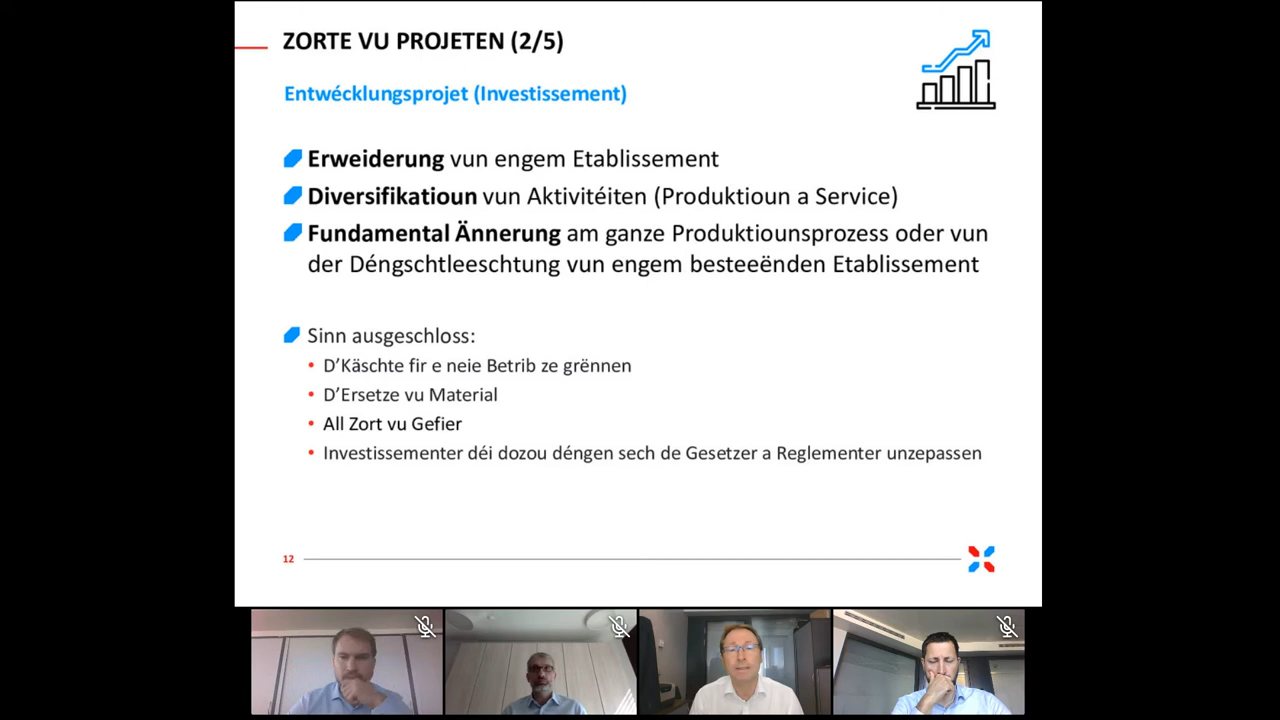 ZORTE VU PROJETEN (2/5)
Entwécklungsprojet (Investissement)
Erweiderung vun engem Etablissement
Diversifikatioun vun Aktivitéiten (Produktioun a Service)
Fundamental Ännerung am ganze Produktiounsprozess oder vun
der Déngschtleeschtung vun engem besteeënden Etablissement
Sinn ausgeschloss:
• D’Käschte fir e neie Betrib ze grënnen
• D’Ersetze vu Material
• All Zort vu Gefier
• Investissementer déi dozou déngen sech de Gesetzer a Reglementer unzepassen
12